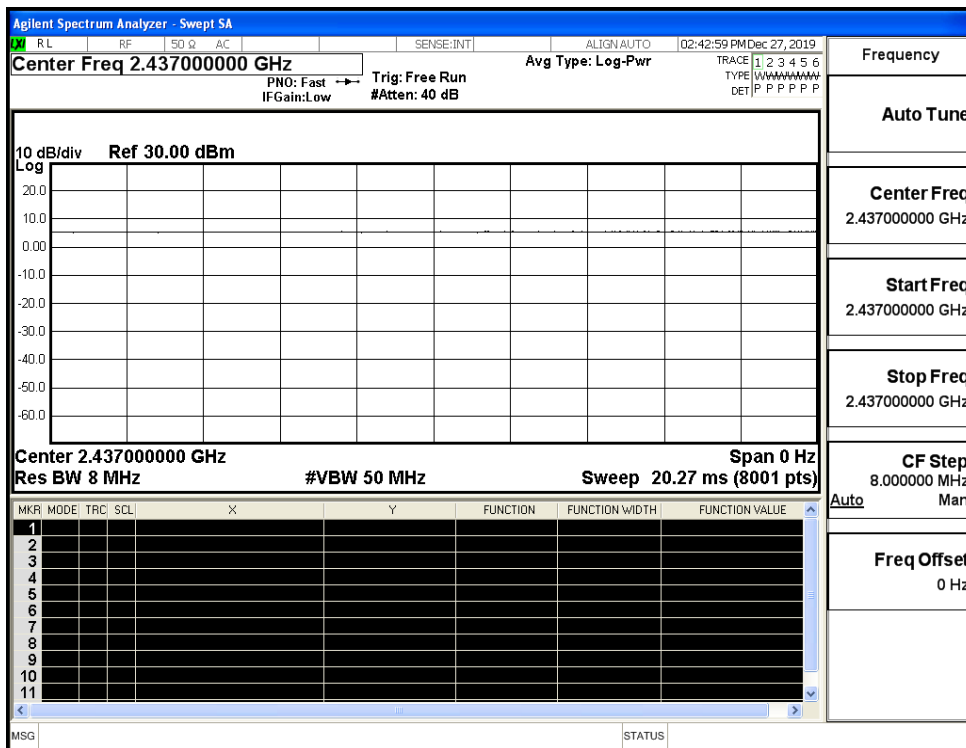 Agilent Spectrum Analyzer - Swept SA
LXI RL RF 50 Ω AC SENSE:INT ALIGN AUTO 02:42:59 PM Dec 27, 2019
Center Freq 2.437000000 GHz
PNO: Fast
IFGain:Low
Trig: Free Run
#Atten: 40 dB
Avg Type: Log-Pwr
TRACE 1 2 3 4 5 6
TYPE WWWWWW
DET P P P P P P
10 dB/div Ref 30.00 dBm
Log
20.0
10.0
0.00
-10.0
-20.0
-30.0
-40.0
-50.0
-60.0
Center 2.437000000 GHz Span 0 Hz
Res BW 8 MHz #VBW 50 MHz Sweep 20.27 ms (8001 pts)
MKR MODE TRC SCL X Y FUNCTION FUNCTION WIDTH FUNCTION VALUE
1
2
3
4
5
6
7
8
9
10
11
MSG STATUS
Frequency
Auto Tune
Center Freq
2.437000000 GHz
Start Freq
2.437000000 GHz
Stop Freq
2.437000000 GHz
CF Step
8.000000 MHz
Auto Man
Freq Offset
0 Hz